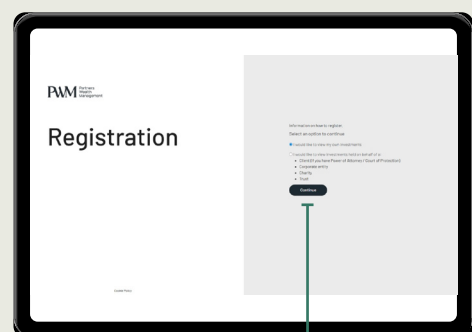 PWM Partners
Wealth
Management
Registration
Information on how to register
Select an option to continue
I would like to view my own investments
I would like to view investments held on behalf of a:
Client (if you have Power of Attorney / Court of Protection)
Corporate entity
Charity
Trust
Continue
Cookie Policy